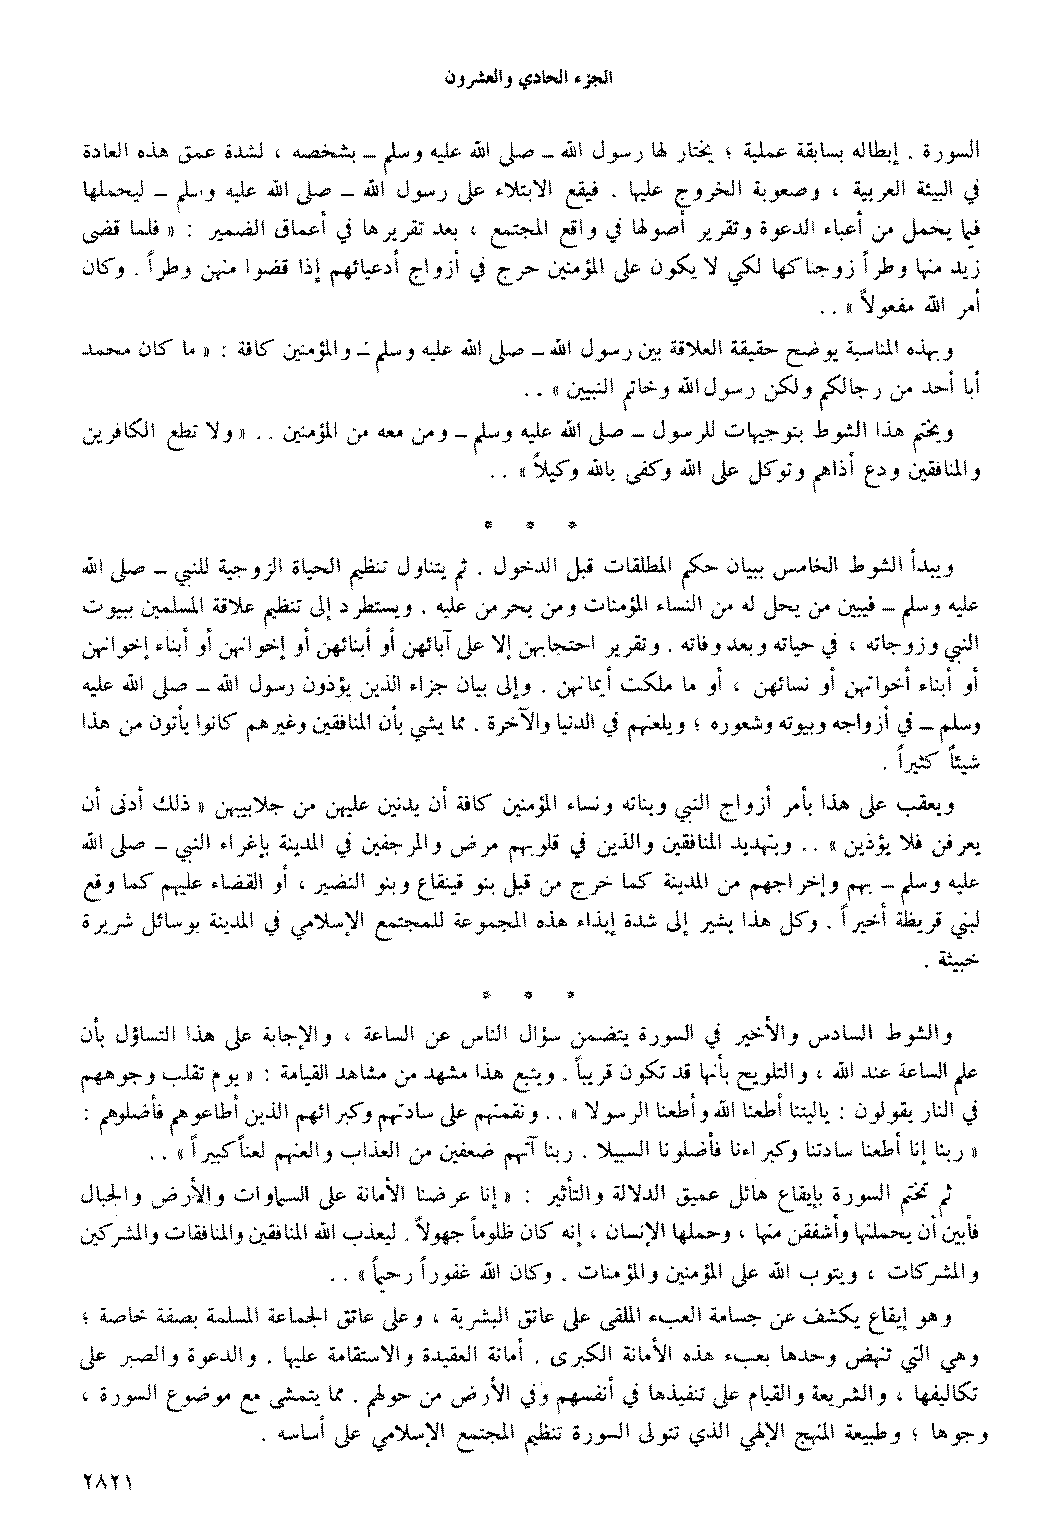 الجزء الحادي والعشرون
السورة . إبطاله بسابقة عملية ؛ يختار لها رسول الله – صلى الله عليه وسلم – بشخصه ، لشدة عمق هذه العادة
في البيئة العربية ، وصعوبة الخروج عليها . فيقع الابتلاء على رسول الله – صلى الله عليه وسلم – ليحملها
فيما يحمل من أعباء الدعوة وتقرير أصولها في واقع المجتمع ، بعد تقريرها في أعماق الضمير : « فلما قضى
زيد منها وطراً زوجناكها لكي لا يكون على المؤمنين حرج في أزواج أدعيائهم إذا قضوا منهن وطراً . وكان
أمر الله مفعولاً » . .
وبهذه المناسبة يوضح حقيقة العلاقة بين رسول الله – صلى الله عليه وسلم – والمؤمنين كافة : « ما كان محمد
أبا أحد من رجالكم ولكن رسول الله وخاتم النبيين » . .
ويختم هذا الشوط بتوجيهات للرسول – صلى الله عليه وسلم – ومن معه من المؤمنين . . « ولا تطع الكافرين
والمنافقين ودع أذاهم وتوكل على الله وكفى بالله وكيلاً » . .
* * *
ويبدأ الشوط الخامس ببيان حكم المطلقات قبل الدخول . ثم يتناول تنظيم الحياة الزوجية للنبي – صلى الله
عليه وسلم – فيبين من يحل له من النساء المؤمنات ومن يحرمن عليه . ويستطرد إلى تنظيم علاقة المسلمين ببيوت
النبي وزوجاته ، في حياته وبعد وفاته . وتقرير احتجابهن إلا على آبائهن أو أبنائهن أو إخوانهن أو أبناء إخوانهن
أو أبناء أخواتهن أو نسائهن ، أو ما ملكت أيمانهن . وإلى بيان جزاء الذين يؤذون رسول الله – صلى الله عليه
وسلم – في أزواجه وبيوته وشعوره ؛ ويلعنهم في الدنيا والآخرة . مما يشي بأن المنافقين وغيرهم كانوا يأتون من هذا
شيئاً كثيراً .
ويعقب على هذا بأمر أزواج النبي وبناته ونساء المؤمنين كافة أن يدنين عليهن من جلابيبهن « ذلك أدنى أن
يعرفن فلا يؤذين » . . وبتهديد المنافقين والذين في قلوبهم مرض والمرجفين في المدينة بإغراء النبي – صلى الله
عليه وسلم – بهم وإخراجهم من المدينة كما خرج من قبل بنو قينقاع وبنو النضير ، أو القضاء عليهم كما وقع
لبني قريظة أخيراً . وكل هذا يشير إلى شدة إيذاء هذه المجموعة للمجتمع الإسلامي في المدينة بوسائل شريرة
خبيثة .
* * *
والشوط السادس والأخير في السورة يتضمن سؤال الناس عن الساعة ، والإجابة على هذا التساؤل بأن
علم الساعة عند الله ، والتلويح بأنها قد تكون قريباً . ويتبع هذا مشهد من مشاهد القيامة : « يوم تقلب وجوههم
في النار يقولون : ياليتنا أطعنا الله وأطعنا الرسولا » . . ونقمتهم على سادتهم وكبرائهم الذين أطاعوهم فأضلوهم :
« ربنا إنا أطعنا سادتنا وكبراءنا فأضلونا السبيلا . ربنا آتهم ضعفين من العذاب والعنهم لعناً كبيراً » . .
ثم تختم السورة بإيقاع هائل عميق الدلالة والتأثير : « إنا عرضنا الأمانة على السماوات والأرض والجبال
فأبين أن يحملنها وأشفقن منها ، وحملها الإنسان ، إنه كان ظلوماً جهولاً . ليعذب الله المنافقين والمنافقات والمشركين
والمشركات ، ويتوب الله على المؤمنين والمؤمنات . وكان الله غفوراً رحيماً » . .
وهو إيقاع يكشف عن جسامة العبء الملقى على عاتق البشرية ، وعلى عاتق الجماعة المسلمة بصفة خاصة ؛
وهي التي تنهض وحدها بعبء هذه الأمانة الكبرى . أمانة العقيدة والاستقامة عليها . والدعوة والصبر على
تكاليفها ، والشريعة والقيام على تنفيذها في أنفسهم وفي الأرض من حولهم . مما يتمشى مع موضوع السورة ،
وجوها ؛ وطبيعة المنهج الإلهي الذي تتولى السورة تنظيم المجتمع الإسلامي على أساسه .
٢٨٢١